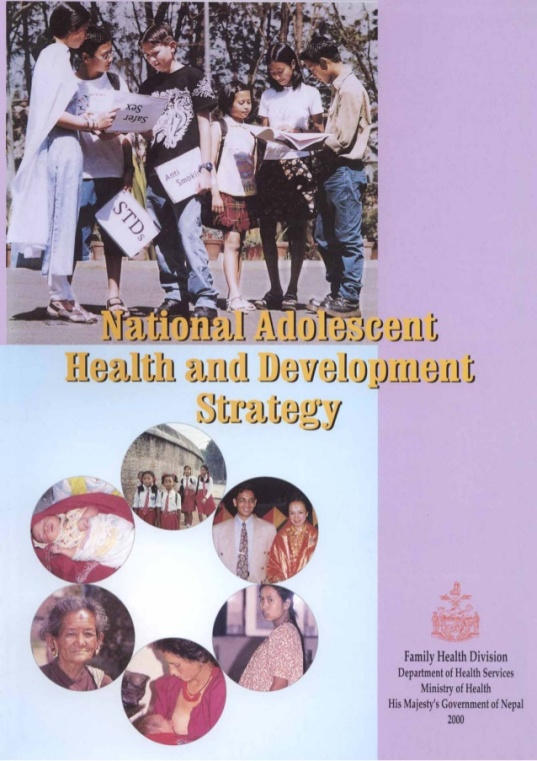 Safer
Sex
Anti
Smoking
STDs
National Adolescent
Health and Development
Strategy
Family Health Division
Department of Health Services
Ministry of Health
His Majesty's Government of Nepal
2000